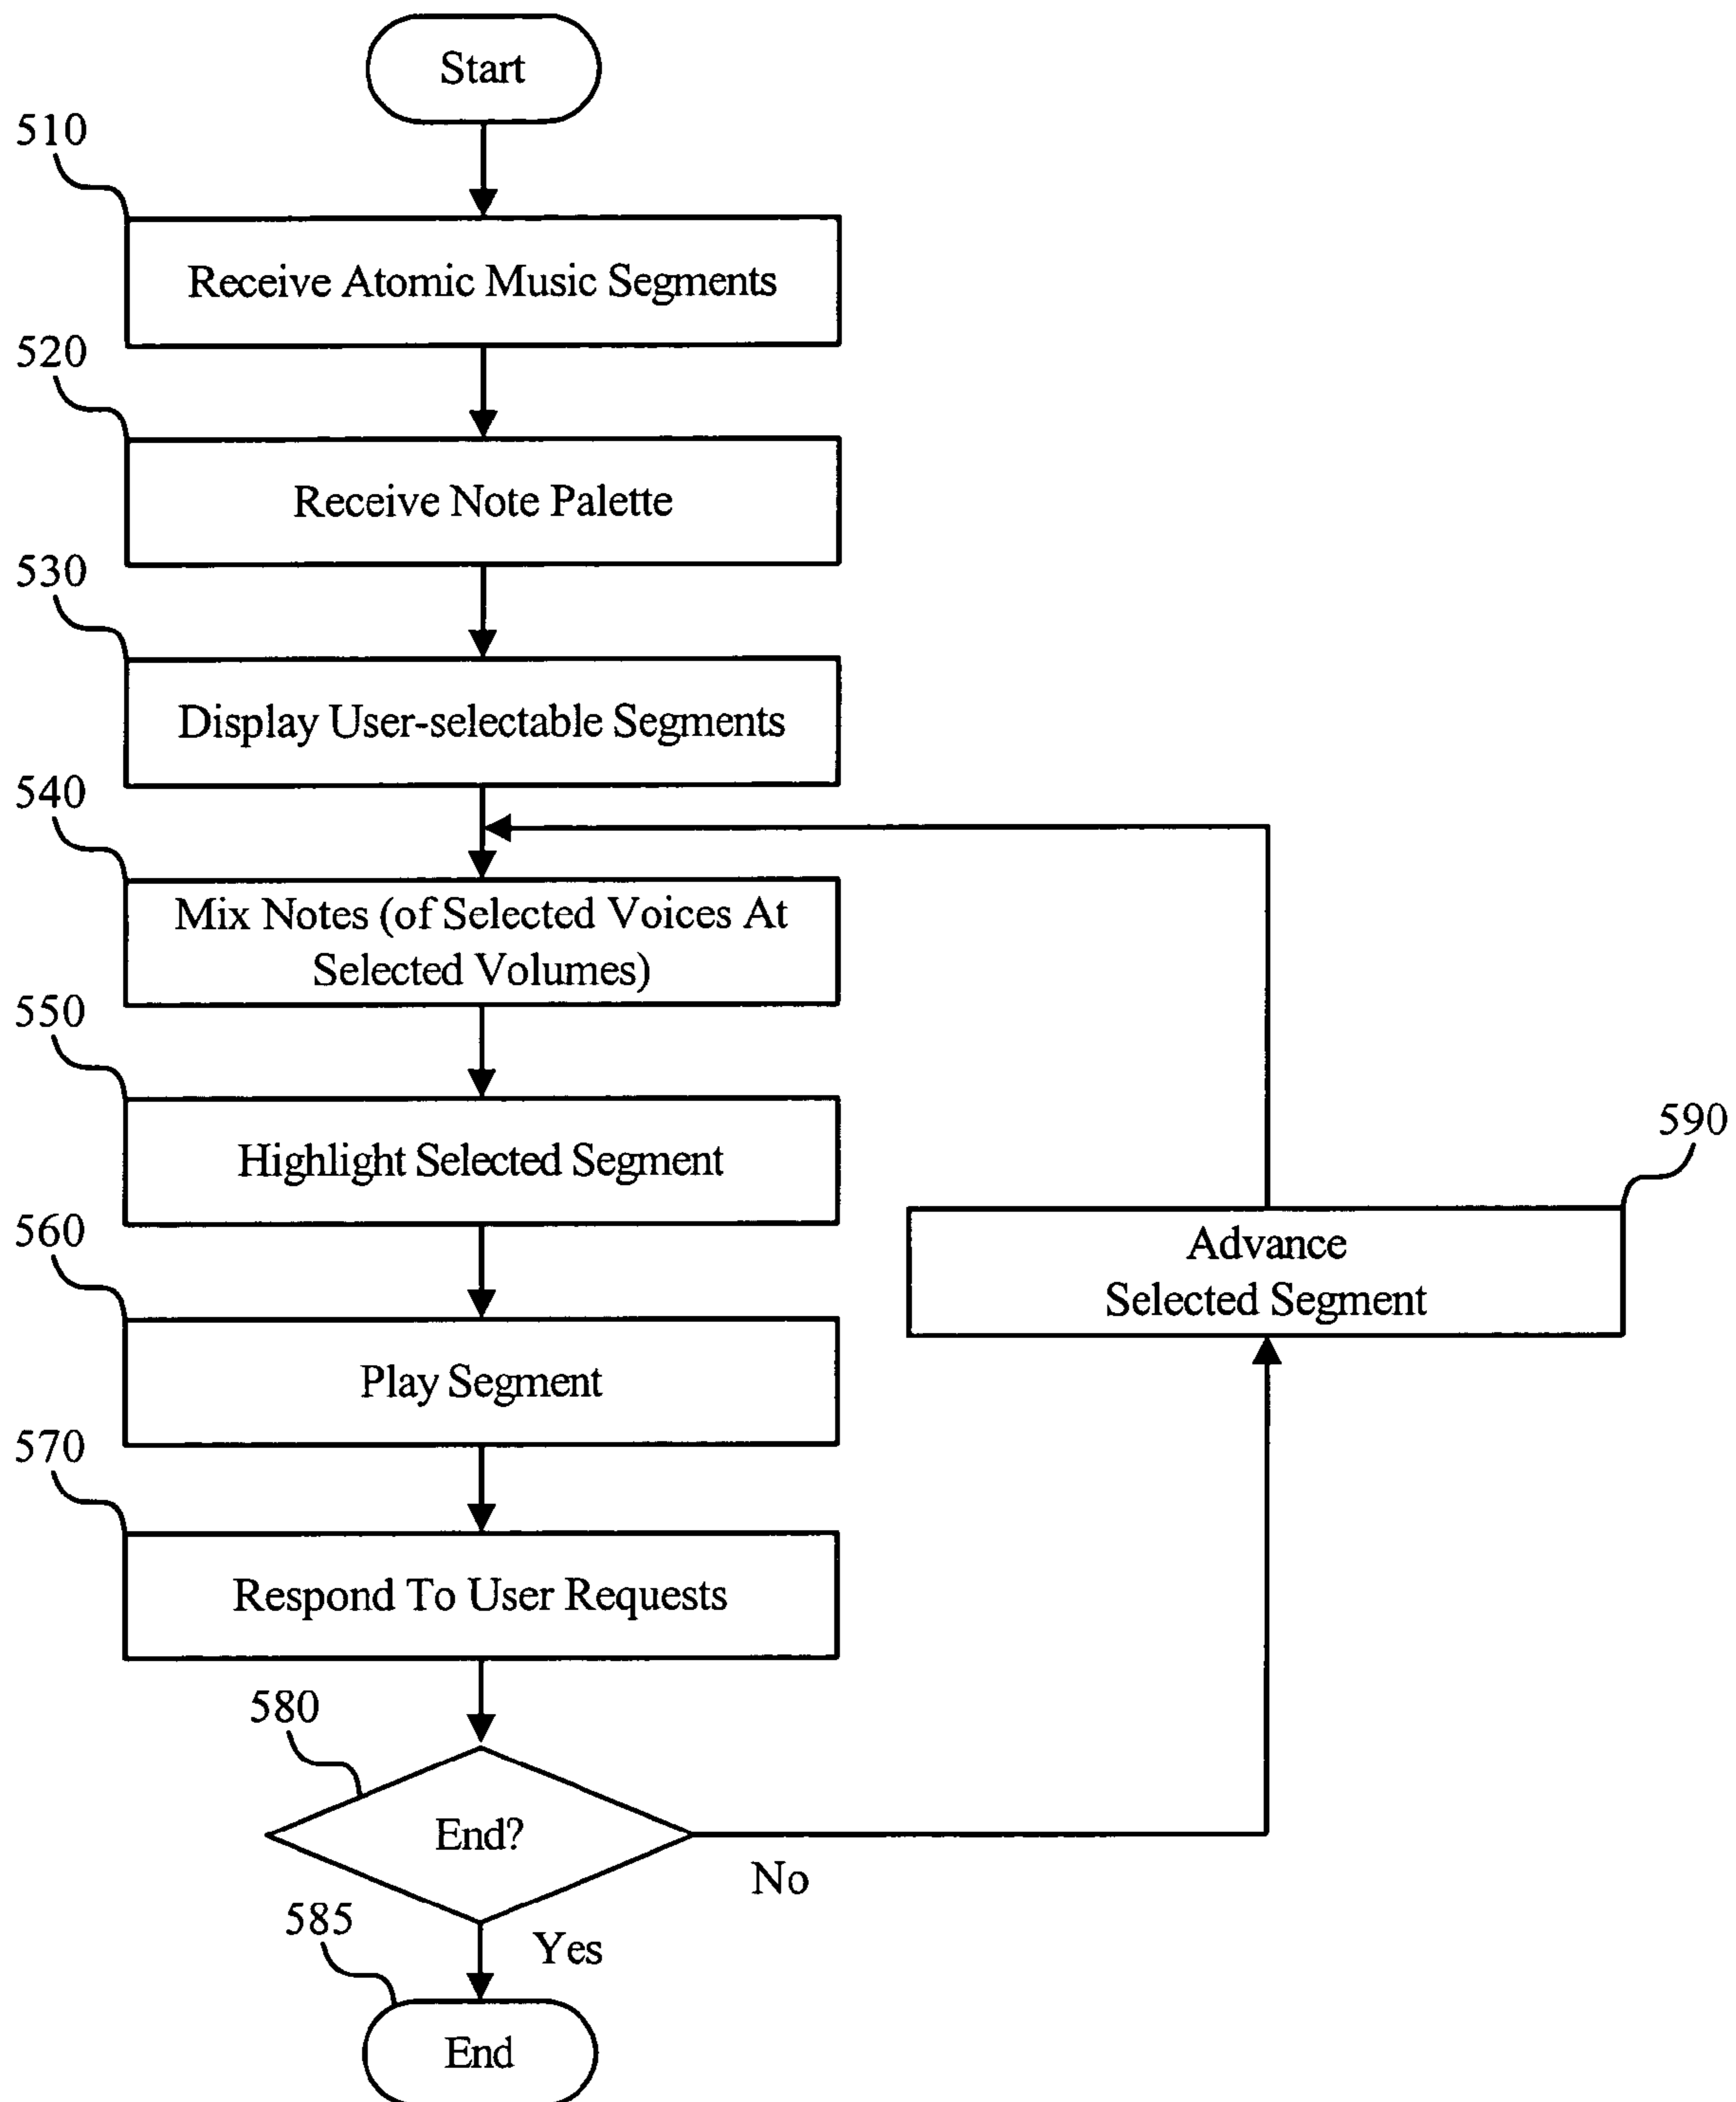 Start
510
Receive Atomic Music Segments
520
Receive Note Palette
530
Display User-selectable Segments
540
Mix Notes (of Selected Voices At
Selected Volumes)
550
Highlight Selected Segment
590
Advance
Selected Segment
560
Play Segment
570
Respond To User Requests
580
End?
No
Yes
585
End